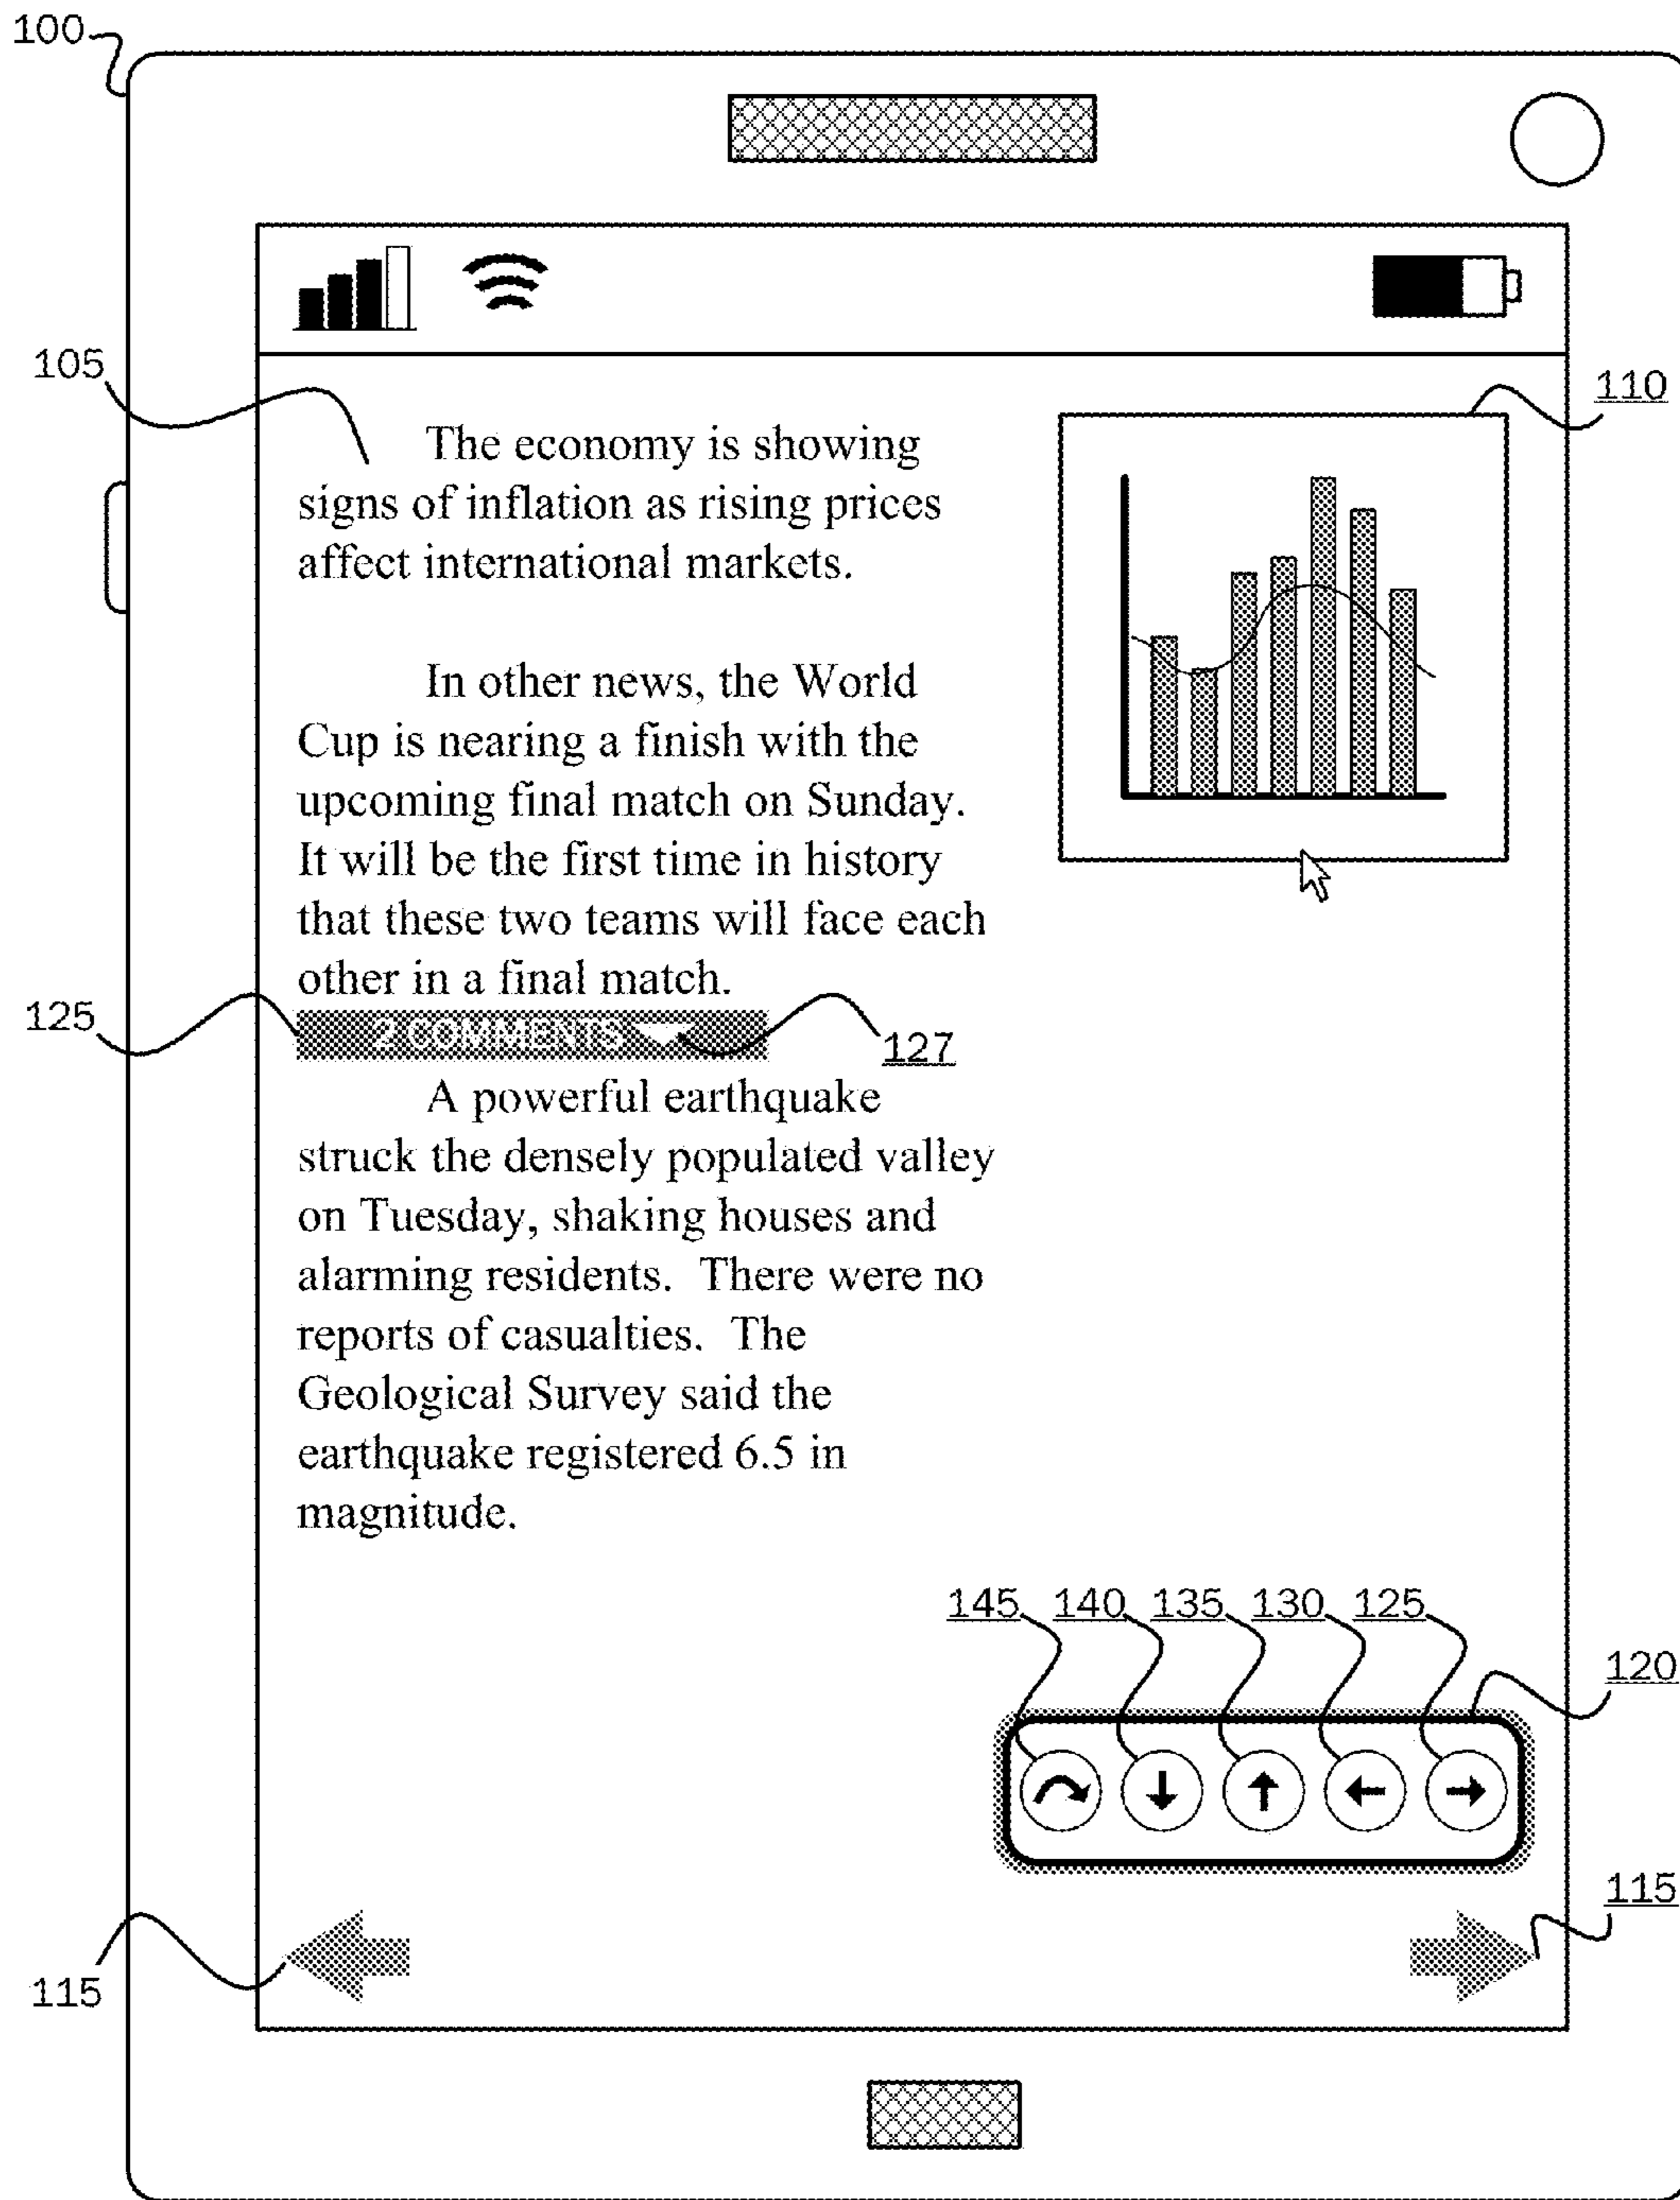 100
105
110
The economy is showing
signs of inflation as rising prices
affect international markets.
In other news, the World
Cup is nearing a finish with the
upcoming final match on Sunday.
It will be the first time in history
that these two teams will face each
other in a final match.
125
2 COMMENTS
127
A powerful earthquake
struck the densely populated valley
on Tuesday, shaking houses and
alarming residents.  There were no
reports of casualties.  The
Geological Survey said the
earthquake registered 6.5 in
magnitude.
145 140 135 130 125
120
115
115